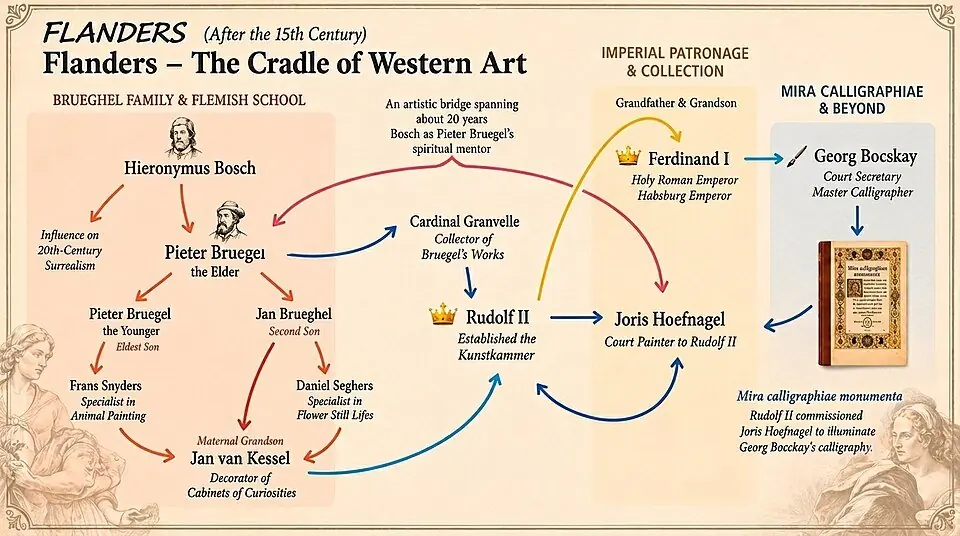 FLANDERS (After the 15th Century)
Flanders – The Cradle of Western Art
BRUEGHEL FAMILY & FLEMISH SCHOOL
Hieronymus Bosch
Influence on
20th-Century
Surrealism
Pieter Bruegel
the Elder
Pieter Bruegel
the Younger
Eldest Son
Jan Brueghel
Second Son
Frans Snyders
Specialist in
Animal Painting
Daniel Seghers
Specialist in
Flower Still Lifes
Maternal Grandson
Jan van Kessel
Decorator of
Cabinets of Curiosities
An artistic bridge spanning
about 20 years
Bosch as Pieter Bruegel’s
spiritual mentor
Cardinal Granvelle
Collector of
Bruegel’s Works
Rudolf II
Established the
Kunstkammer
IMPERIAL PATRONAGE
& COLLECTION
Grandfather & Grandson
Ferdinand I
Holy Roman Emperor
Habsburg Emperor
Joris Hoefnagel
Court Painter to Rudolf II
MIRA CALLIGRAPHIAE
& BEYOND
Georg Bocskay
Court Secretary
Master Calligrapher
Mira calligraphiae monumenta
Rudolf II commissioned
Joris Hoefnagel to illuminate
Georg Bocckay’s calligraphy.